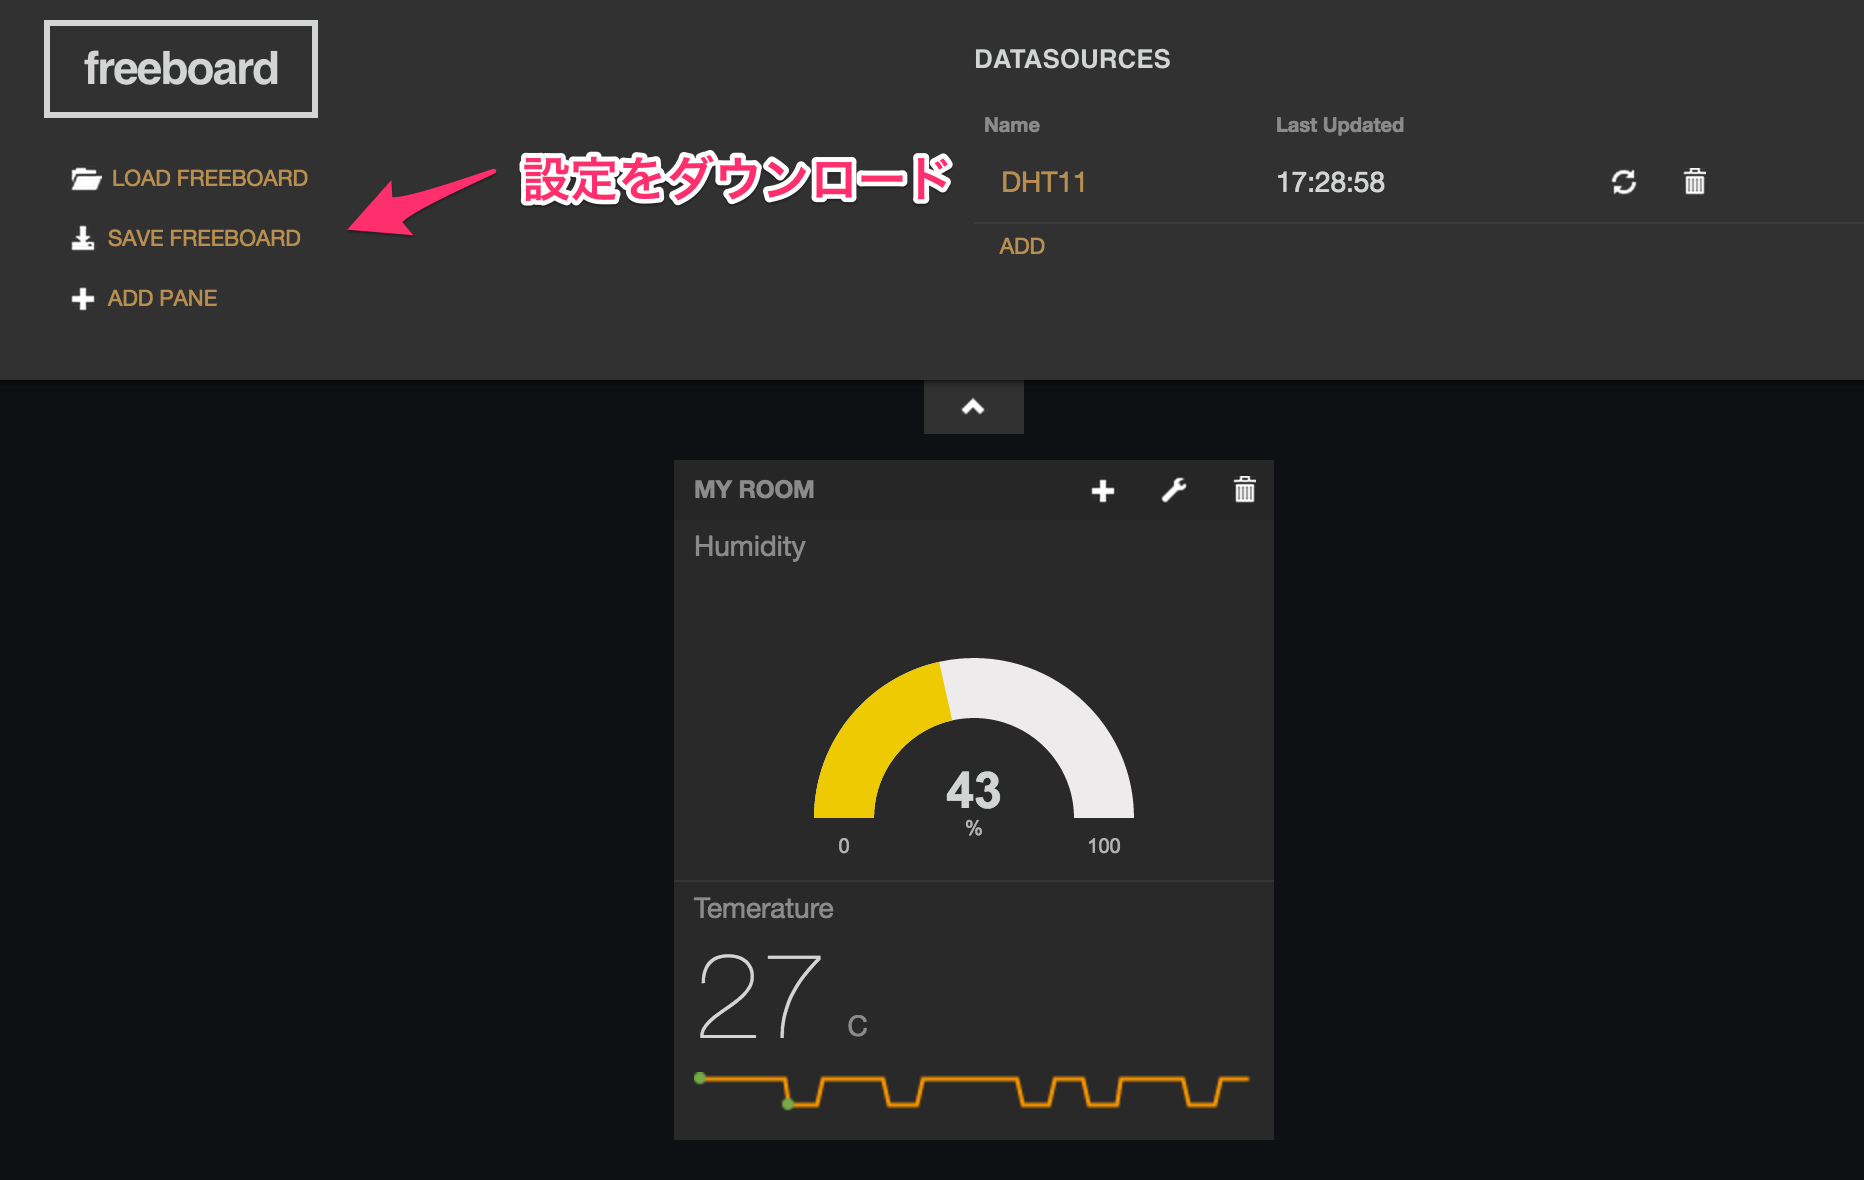 freeboard
LOAD FREEBOARD
SAVE FREEBOARD
ADD PANE
設定をダウンロード
DATASOURCES
Name Last Updated
DHT11 17:28:58
ADD
MY ROOM
Humidity
43
%
0 100
Temerature
27 C